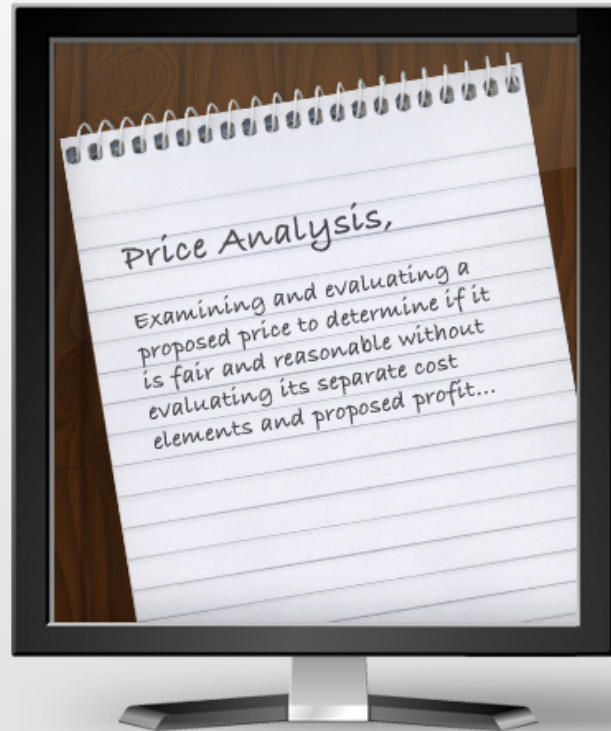 Price Analysis,
Examining and evaluating a
proposed price to determine if it
is fair and reasonable without
evaluating its separate cost
elements and proposed profit...